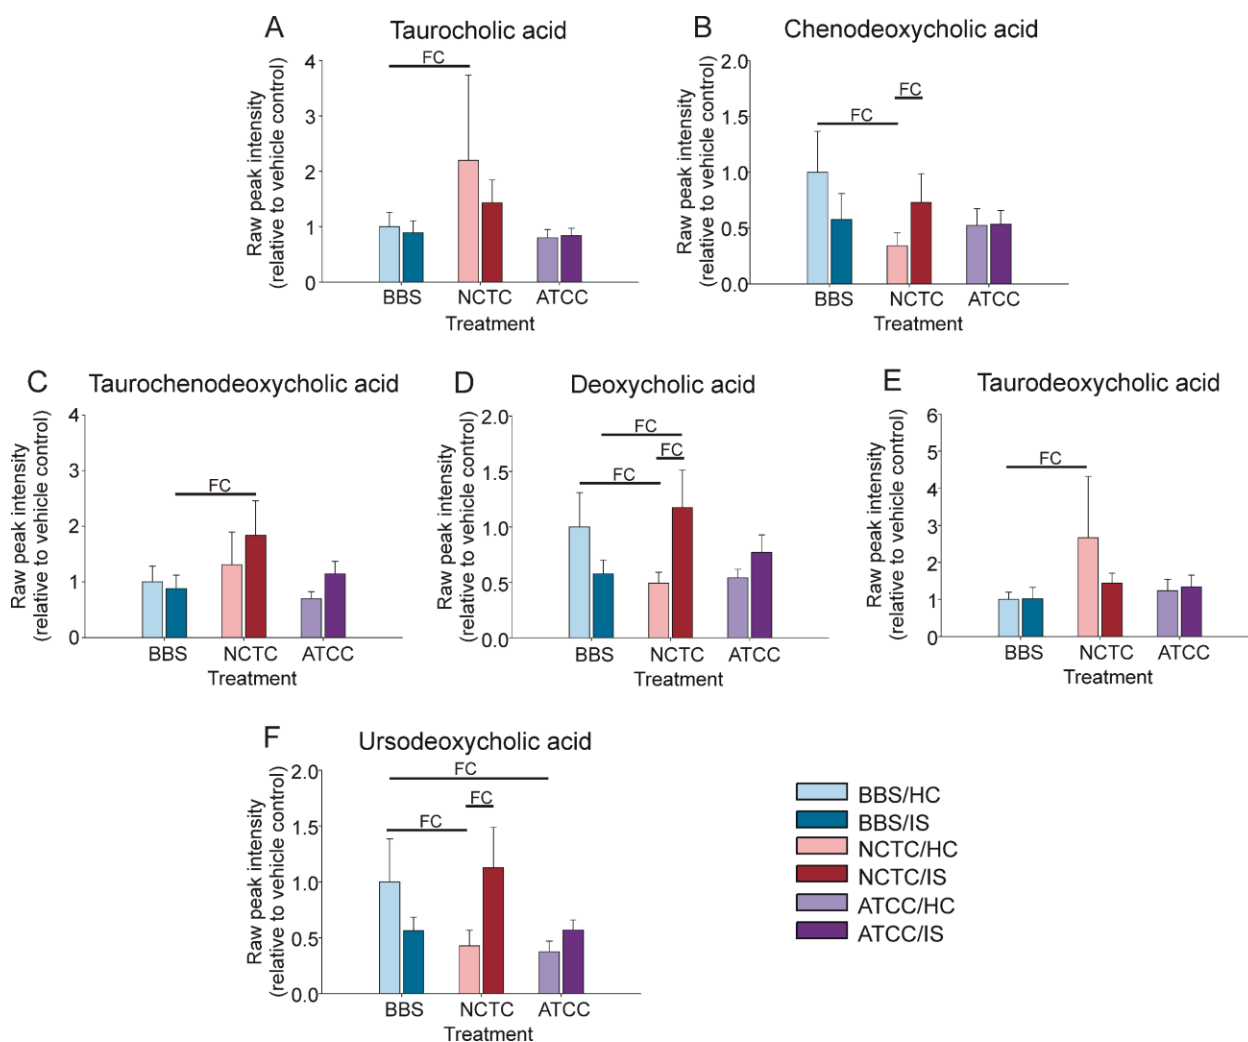 A
Taurocholic acid
Raw peak intensity
(relative to vehicle control)
4
3
2
1
0
FC
BBS NCTC ATCC
Treatment
B
Chenodeoxycholic acid
Raw peak intensity
(relative to vehicle control)
2.0
1.5
1.0
0.5
0.0
FC
FC
BBS NCTC ATCC
Treatment
C
Taurochenodeoxycholic acid
Raw peak intensity
(relative to vehicle control)
4
3
2
1
0
FC
BBS NCTC ATCC
Treatment
D
Deoxycholic acid
Raw peak intensity
(relative to vehicle control)
2.0
1.5
1.0
0.5
0.0
FC
FC
FC
BBS NCTC ATCC
Treatment
E
Taurodeoxycholic acid
Raw peak intensity
(relative to vehicle control)
6
5
4
3
2
1
0
FC
BBS NCTC ATCC
Treatment
F
Ursodeoxycholic acid
Raw peak intensity
(relative to vehicle control)
2.0
1.5
1.0
0.5
0.0
FC
FC
FC
BBS NCTC ATCC
Treatment
BBS/HC
BBS/IS
NCTC/HC
NCTC/IS
ATCC/HC
ATCC/IS